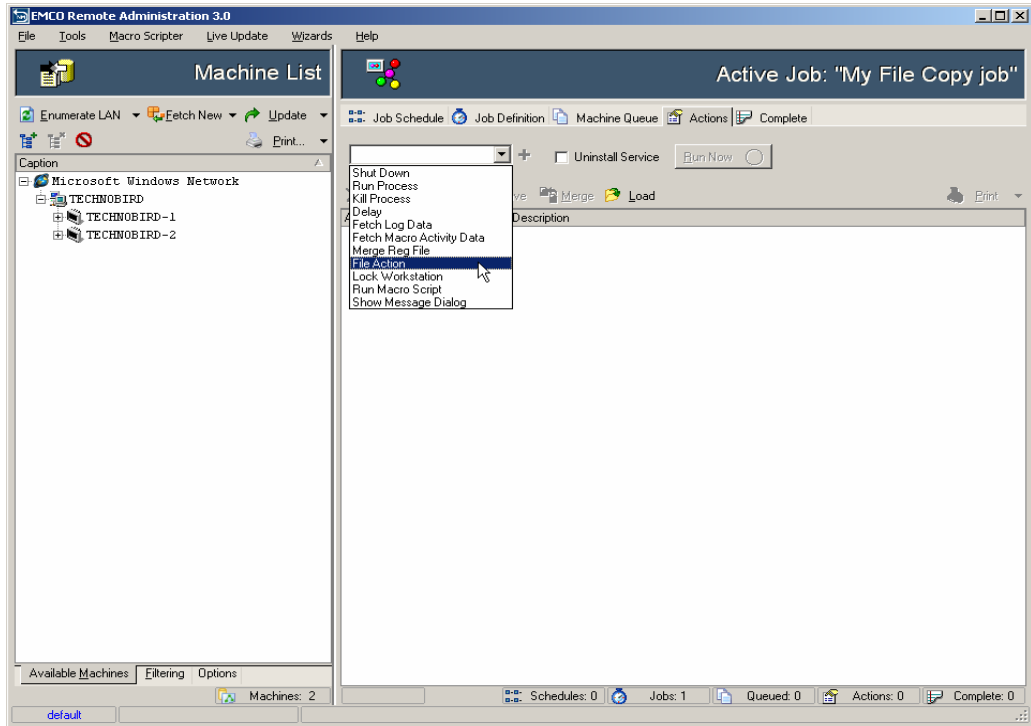 EMCO Remote Administration 3.0
File Tools Macro Scripter Live Update Wizards Help
Machine List
Active Job: "My File Copy job"
Enumerate LAN Fetch New Update
Print...
Job Schedule Job Definition Machine Queue Actions Complete
Uninstall Service Run Now
Caption
Microsoft Windows Network
TECHNOBIRD
TECHNOBIRD-1
TECHNOBIRD-2
Shut Down
Run Process
Kill Process
Delay
Fetch Log Data
Fetch Macro Activity Data
Merge Reg File
File Action
Lock Workstation
Run Macro Script
Show Message Dialog
Merge Load Print
Description
Available Machines Filtering Options
Machines: 2
Schedules: 0 Jobs: 1 Queued: 0 Actions: 0 Complete: 0
default